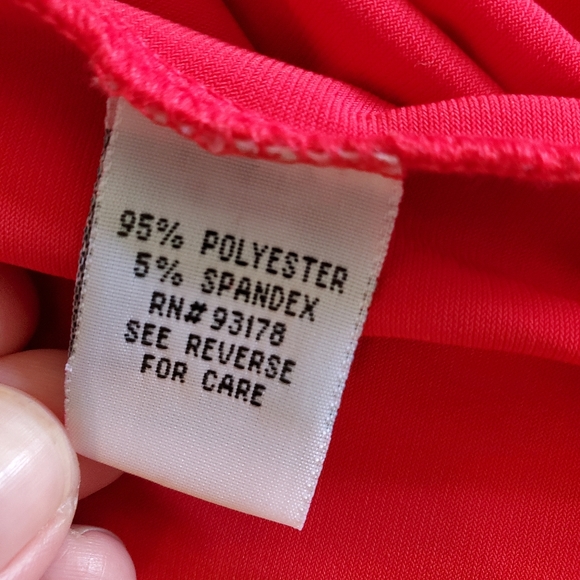 95% POLYESTER
5% SPANDEX
RN# 93178
SEE REVERSE
FOR CARE